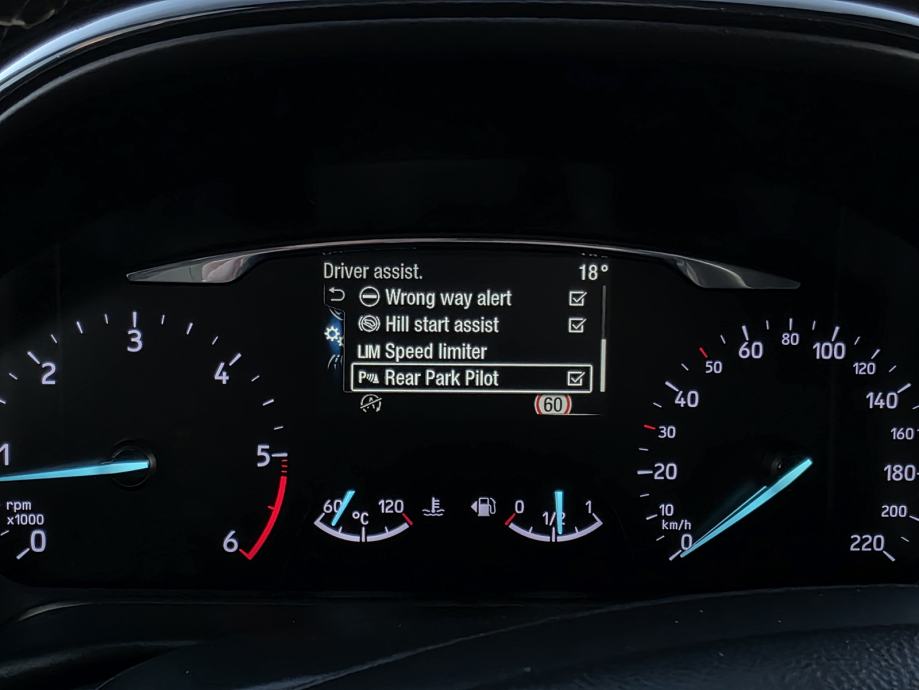 Driver assist. 18°
Wrong way alert
Hill start assist
LIM Speed limiter
P Rear Park Pilot
A 60
1 2 3 4 5 6
rpm
x1000
0
60 °C 120
0 1/2 1
0 10 20 30 40 50 60 80 100 120 140 160 180 200 220
km/h